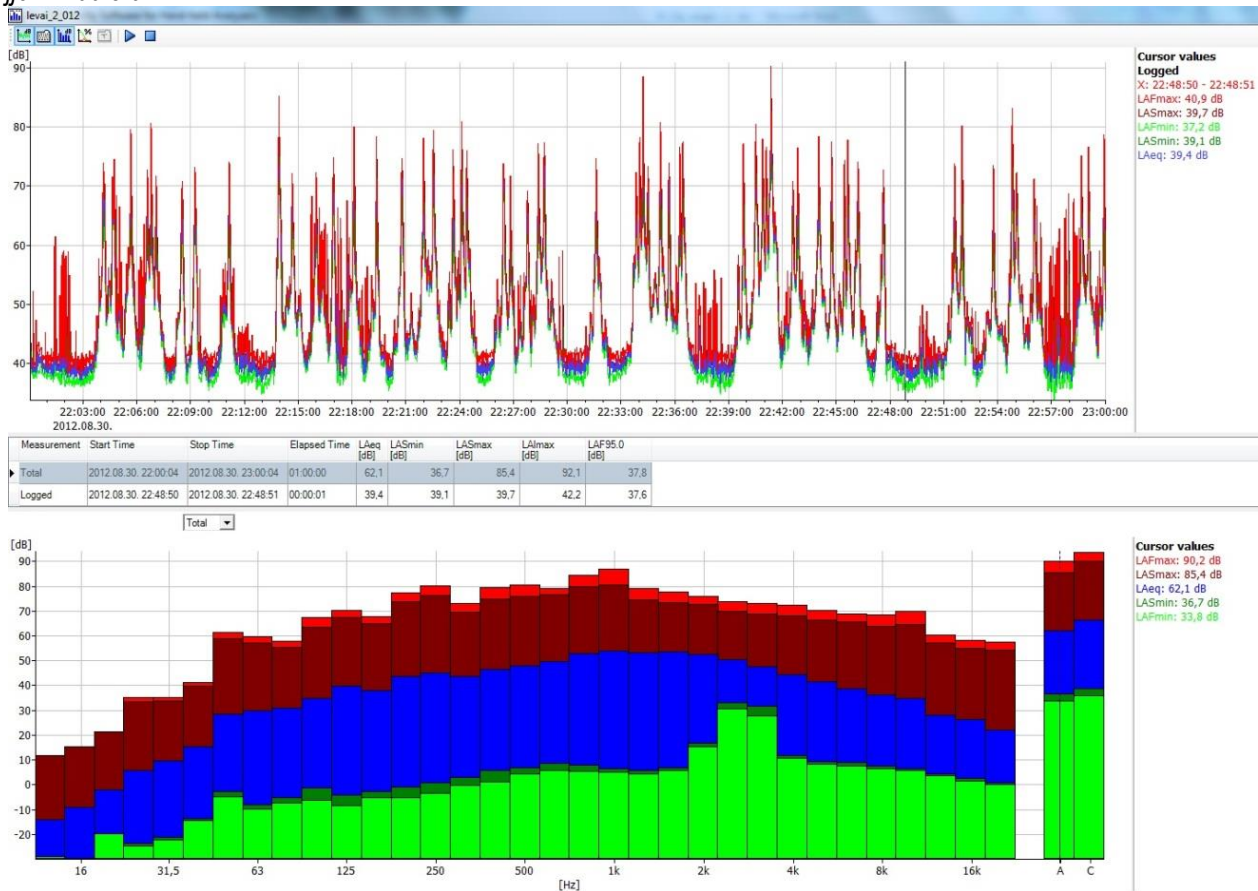 levai_2_012
[dB]
Cursor values
Logged
X: 22:48:50 - 22:48:51
LAFmax: 40,9 dB
LASmax: 39,7 dB
LAFmin: 37,2 dB
LASmin: 39,1 dB
LAeq: 39,4 dB
90
80
70
60
50
40
22:03:00 22:06:00 22:09:00 22:12:00 22:15:00 22:18:00 22:21:00 22:24:00 22:27:00 22:30:00 22:33:00 22:36:00 22:39:00 22:42:00 22:45:00 22:48:00 22:51:00 22:54:00 22:57:00 23:00:00
2012.08.30.
Measurement Start Time Stop Time Elapsed Time LAeq LASmin LASmax LAImax LAF95.0
[dB] [dB] [dB] [dB] [dB]
Total 2012.08.30. 22:00:04 2012.08.30. 23:00:04 01:00:00 62,1 36,7 85,4 92,1 37,8
Logged 2012.08.30. 22:48:50 2012.08.30. 22:48:51 00:00:01 39,4 39,1 39,7 42,2 37,6
Total
[dB]
Cursor values
LAFmax: 90,2 dB
LASmax: 85,4 dB
LAeq: 62,1 dB
LASmin: 36,7 dB
LAFmin: 33,8 dB
90
80
70
60
50
40
30
20
10
0
-10
-20
16 31,5 63 125 250 500 1k 2k 4k 8k 16k A C
[Hz]